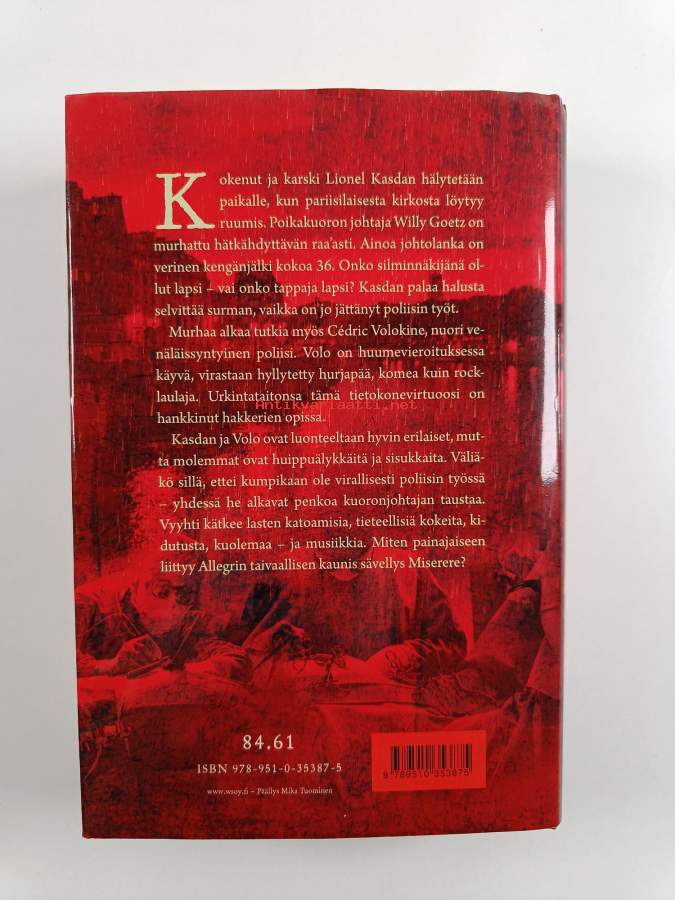 Kokenut ja karski Lionel Kasdan hälytetään
paikalle, kun pariisilaisesta kirkosta löytyy
ruumis. Poikakuoron johtaja Willy Goetz on
murhattu hätkähdyttävän raa'asti. Ainoa johtolanka on
verinen kengänjälki kokoa 36. Onko silminnäkijänä ol-
lut lapsi – vai onko tappaja lapsi? Kasdan palaa halusta
selvittää surman, vaikka on jo jättänyt poliisin työt.
Murhaa alkaa tutkia myös Cédric Volokine, nuori ve-
näläissyntyinen poliisi. Volo on huumevieroituksessa
käyvä, virastaan hyllytetty hurjapää, komea kuin rock-
laulaja. Urkintataitonsa tämä tietokonevirtuoosi on
Antikvariaatti.net
hankkinut hakkerien opissa.
Kasdan ja Volo ovat luonteeltaan hyvin erilaiset, mut-
ta molemmat ovat huippuälykkäitä ja sisukkaita. Väliä-
kö sillä, ettei kumpikaan ole virallisesti poliisin työssä
– yhdessä he alkavat penkoa kuoronjohtajan taustaa.
Vyyhti kätkee lasten katoamisia, tieteellisiä kokeita, ki-
dutusta, kuolemaa – ja musiikkia. Miten painajaiseen
liittyy Allegrin taivaallisen kaunis sävellys Miserere?
84.61
ISBN 978-951-0-35387-5
www.wsoy.fi – Päällys Mika Tuominen
9 789510 353875